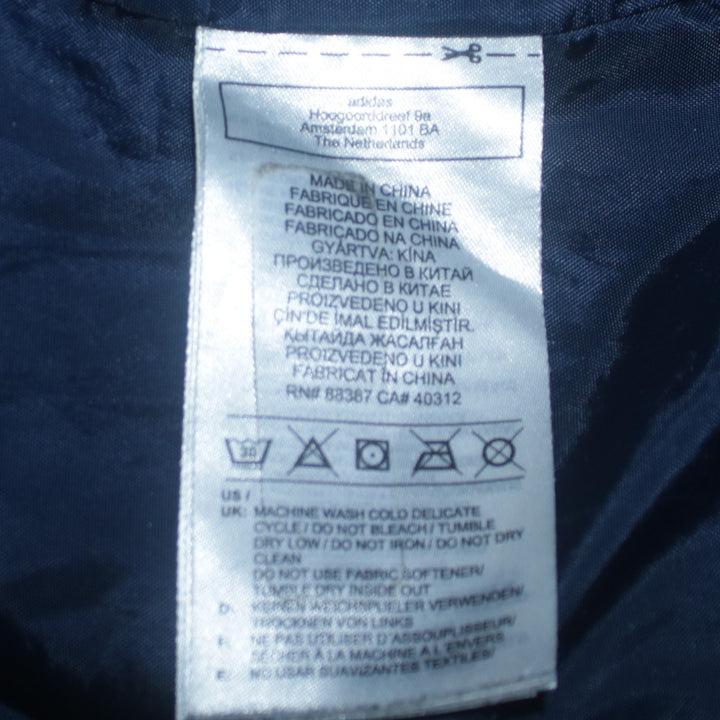 adidas
Hoogoorddreef 9a
Amsterdam 1101 BA
The Netherlands
MADE IN CHINA
FABRIQUE EN CHINE
FABRICADO EN CHINA
FABRICADO NA CHINA
GYÁRTVA: KÍNA
ПРОИЗВЕДЕНО В КИТАЙ
СДЕЛАНО В КИТАЕ
PROIZVEDENO U KINI
ÇİN'DE İMAL EDİLMİŞTİR.
ҚЫТАЙДА ЖАСАЛҒАН
PROIZVEDENO U KINI
FABRICAT ÎN CHINA
RN# 88387 CA# 40312
30
US /
UK: MACHINE WASH COLD DELICATE
CYCLE / DO NOT BLEACH / TUMBLE
DRY LOW / DO NOT IRON / DO NOT DRY
CLEAN
DO NOT USE FABRIC SOFTENER/
TUMBLE DRY INSIDE OUT
D: KEINEN WEICHSPUELER VERWENDEN/
TROCKNEN VON LINKS
F: NE PAS UTILISER D'ASSOUPLISSEUR/
SÉCHER À LA MACHINE À L'ENVERS
E: NO USAR SUAVIZANTES TEXTILES/